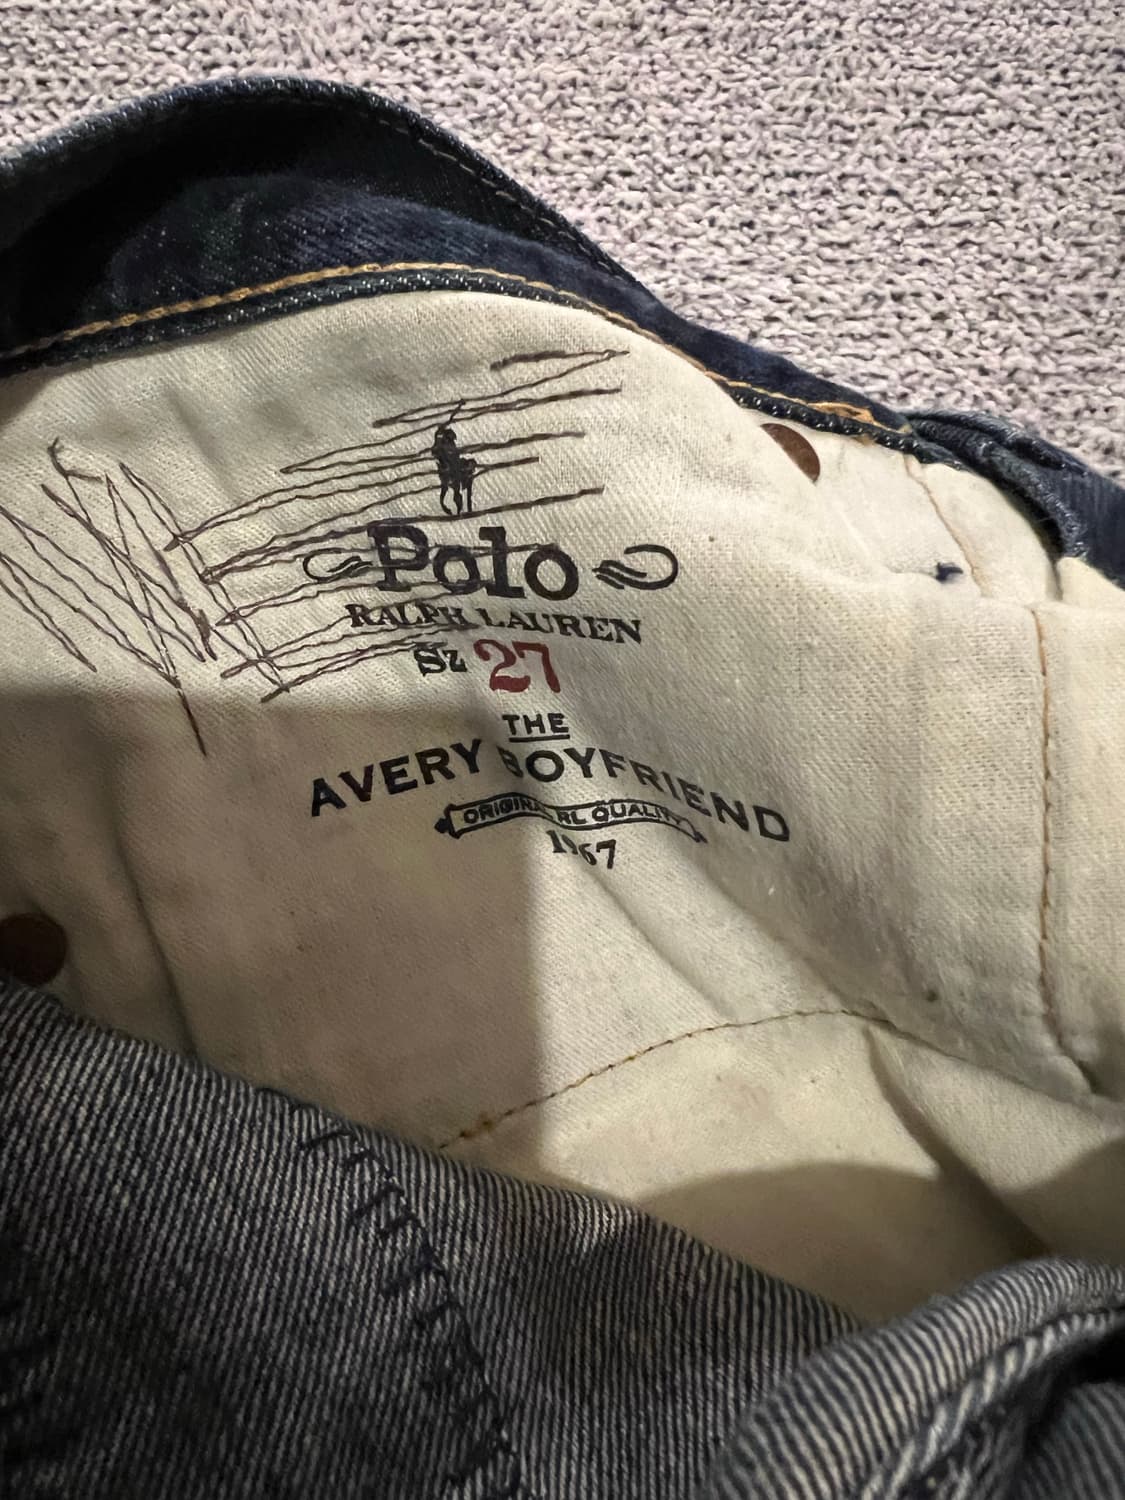 Polo
RALPH LAUREN
Sz 27
THE
AVERY BOYFRIEND
ORIGINAL RL QUALITY
1967